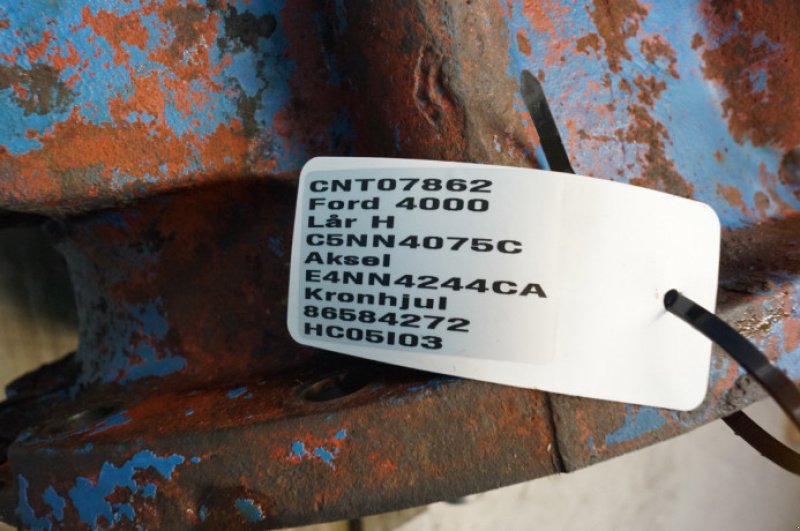 CNT07862
Ford 4000
Lår H
C5NN4075C
Aksel
E4NN4244CA
Kronhjul
86584272
HC05I03